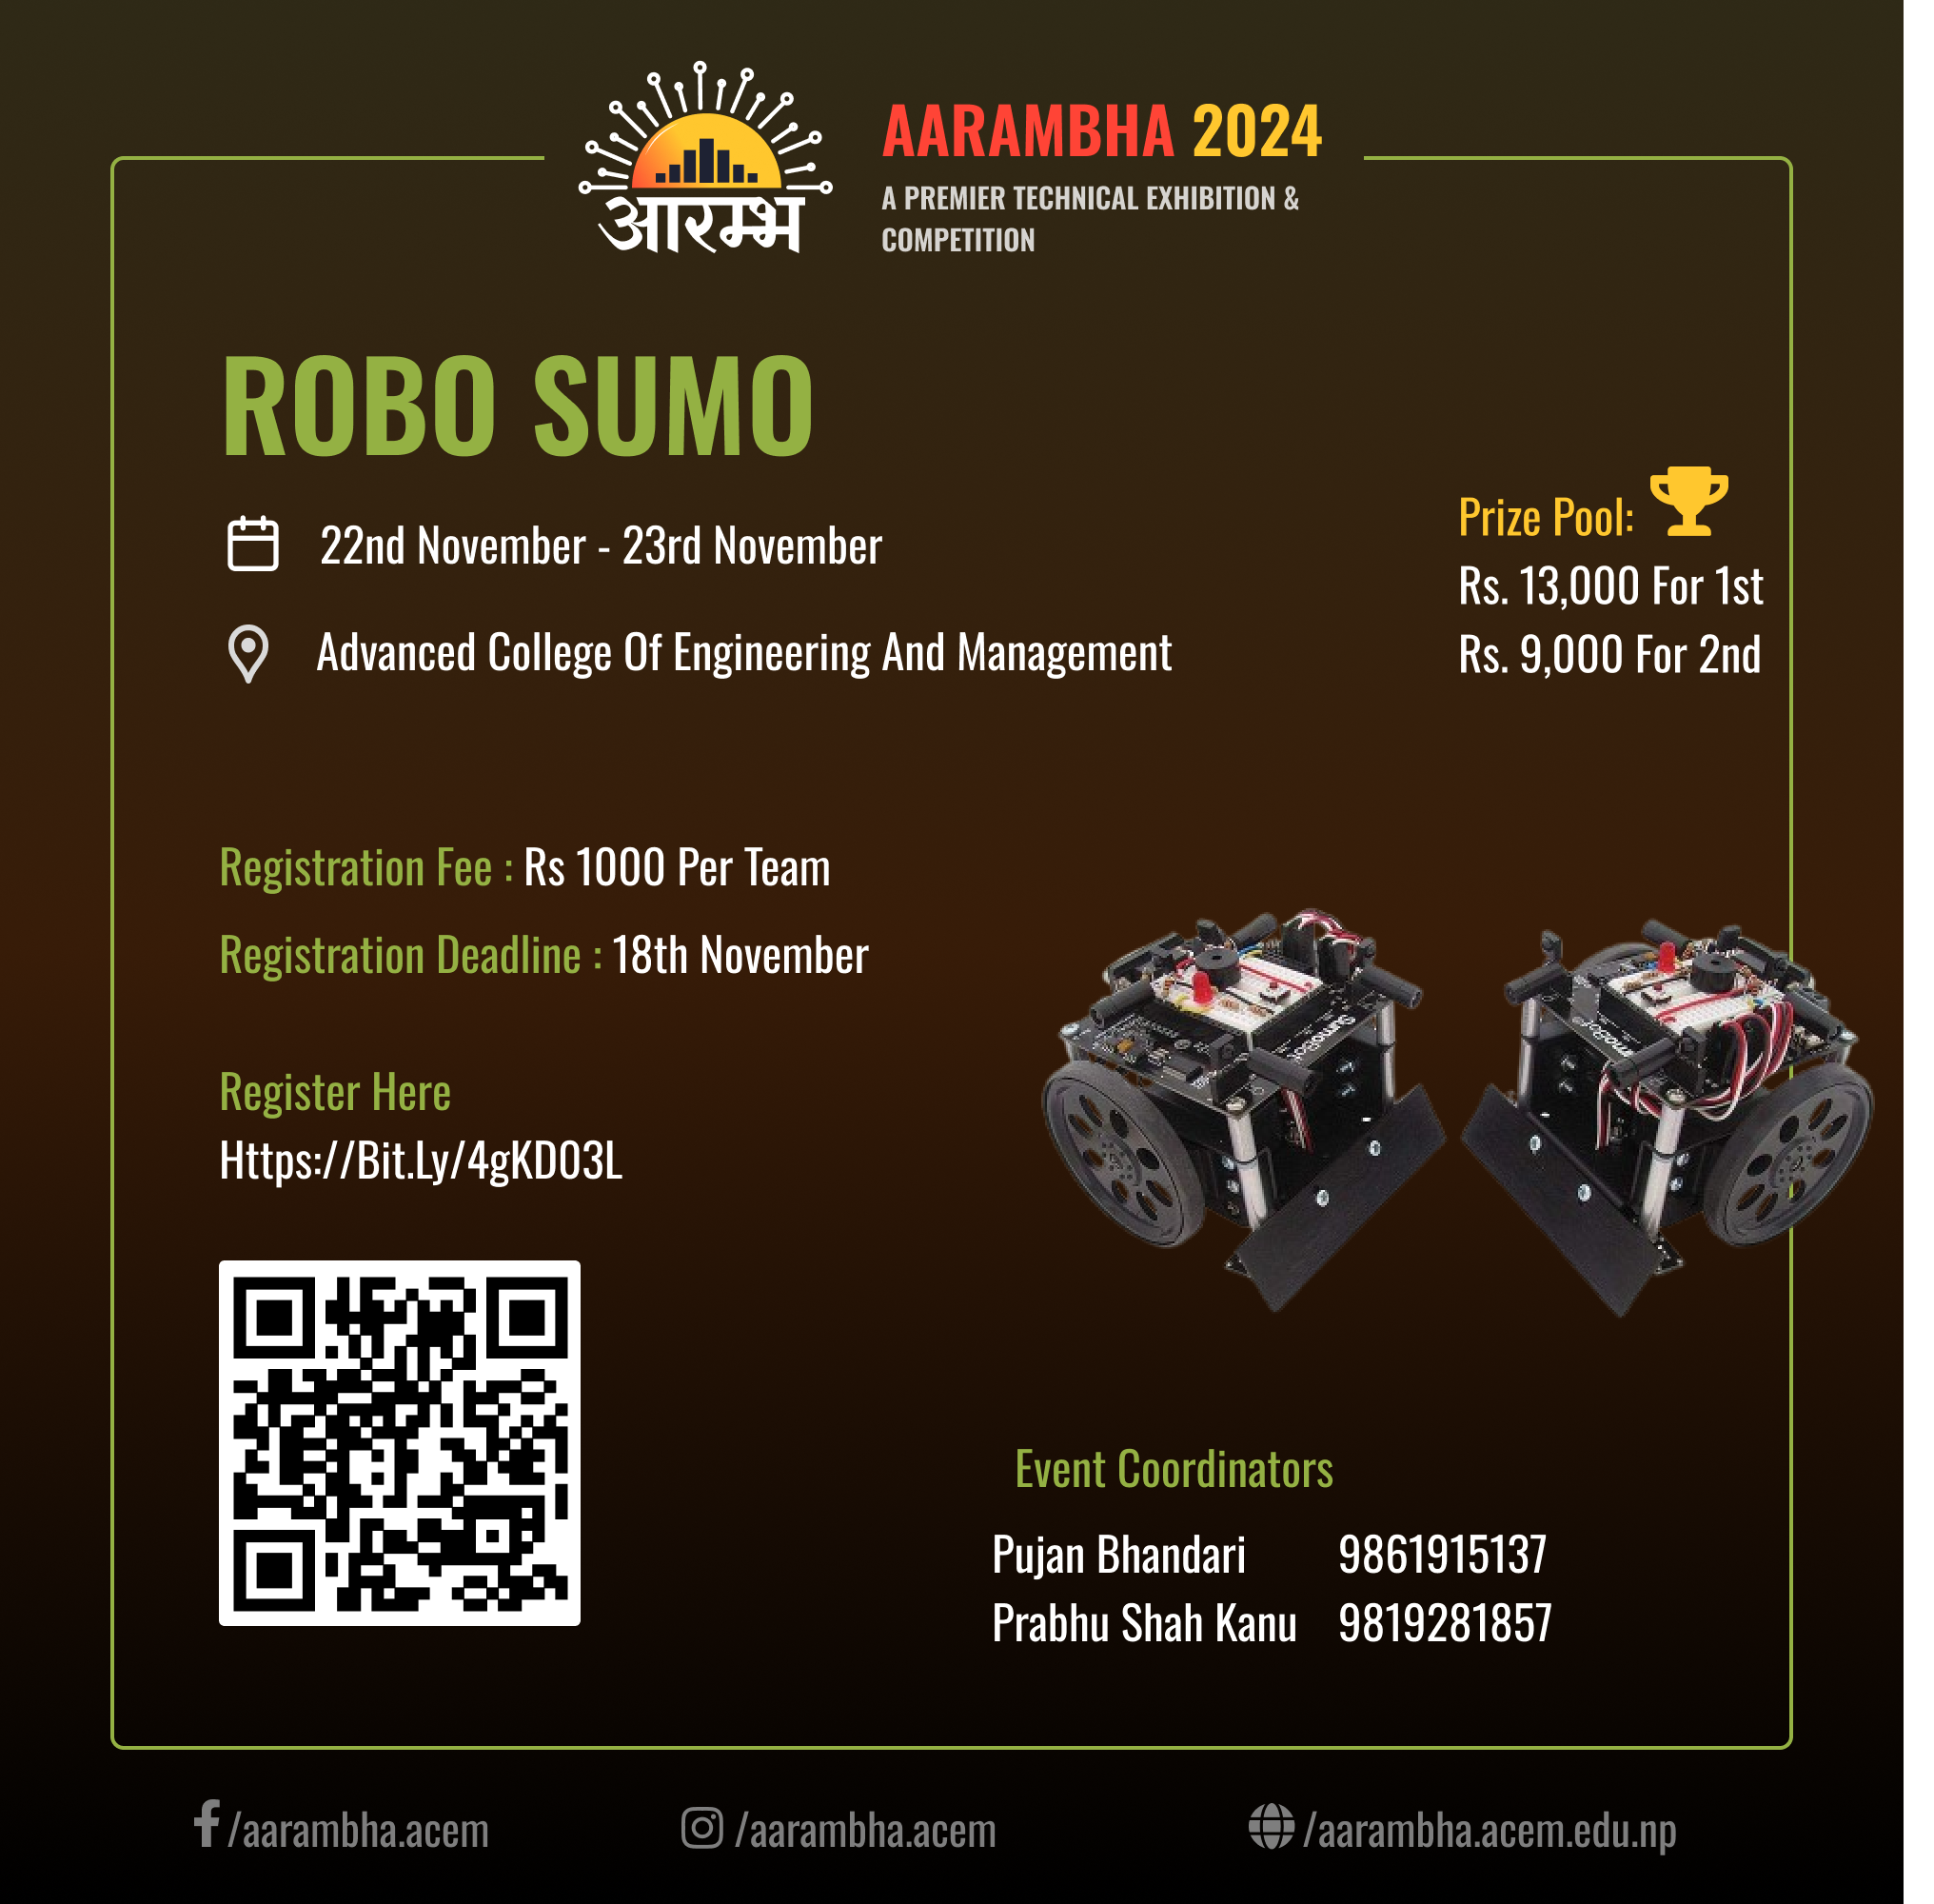 आरम्भ
AARAMBHA 2024
A PREMIER TECHNICAL EXHIBITION &
COMPETITION
ROBO SUMO
22nd November - 23rd November
Advanced College Of Engineering And Management
Prize Pool:
Rs. 13,000 For 1st
Rs. 9,000 For 2nd
Registration Fee : Rs 1000 Per Team
Registration Deadline : 18th November
Register Here
Https://Bit.Ly/4gKD03L
SumoBot
Event Coordinators
Pujan Bhandari 9861915137
Prabhu Shah Kanu 9819281857
/aarambha.acem
/aarambha.acem
/aarambha.acem.edu.np